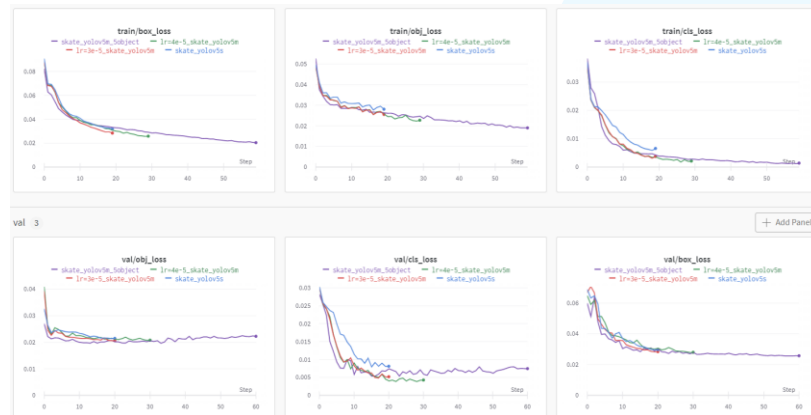 train/box_loss
skate_yolov5m_5object lr=4e-5_skate_yolov5m
lr=3e-5_skate_yolov5m skate_yolov5s
0.08
0.06
0.04
0.02
0
Step
0 10 20 30 40 50
train/obj_loss
skate_yolov5m_5object lr=4e-5_skate_yolov5m
lr=3e-5_skate_yolov5m skate_yolov5s
0.05
0.04
0.03
0.02
0.01
0
Step
0 10 20 30 40 50
train/cls_loss
skate_yolov5m_5object lr=4e-5_skate_yolov5m
lr=3e-5_skate_yolov5m skate_yolov5s
0.03
0.02
0.01
0
Step
0 10 20 30 40 50
val 3
+ Add Panel
val/obj_loss
skate_yolov5m_5object lr=4e-5_skate_yolov5m
lr=3e-5_skate_yolov5m skate_yolov5s
0.04
0.03
0.02
0.01
0
Step
0 20 40 60
val/cls_loss
skate_yolov5m_5object lr=4e-5_skate_yolov5m
lr=3e-5_skate_yolov5m skate_yolov5s
0.03
0.025
0.02
0.015
0.01
0.005
0
Step
0 10 20 30 40 50 60
val/box_loss
skate_yolov5m_5object lr=4e-5_skate_yolov5m
lr=3e-5_skate_yolov5m skate_yolov5s
0.06
0.04
0.02
0
Step
0 20 40 60